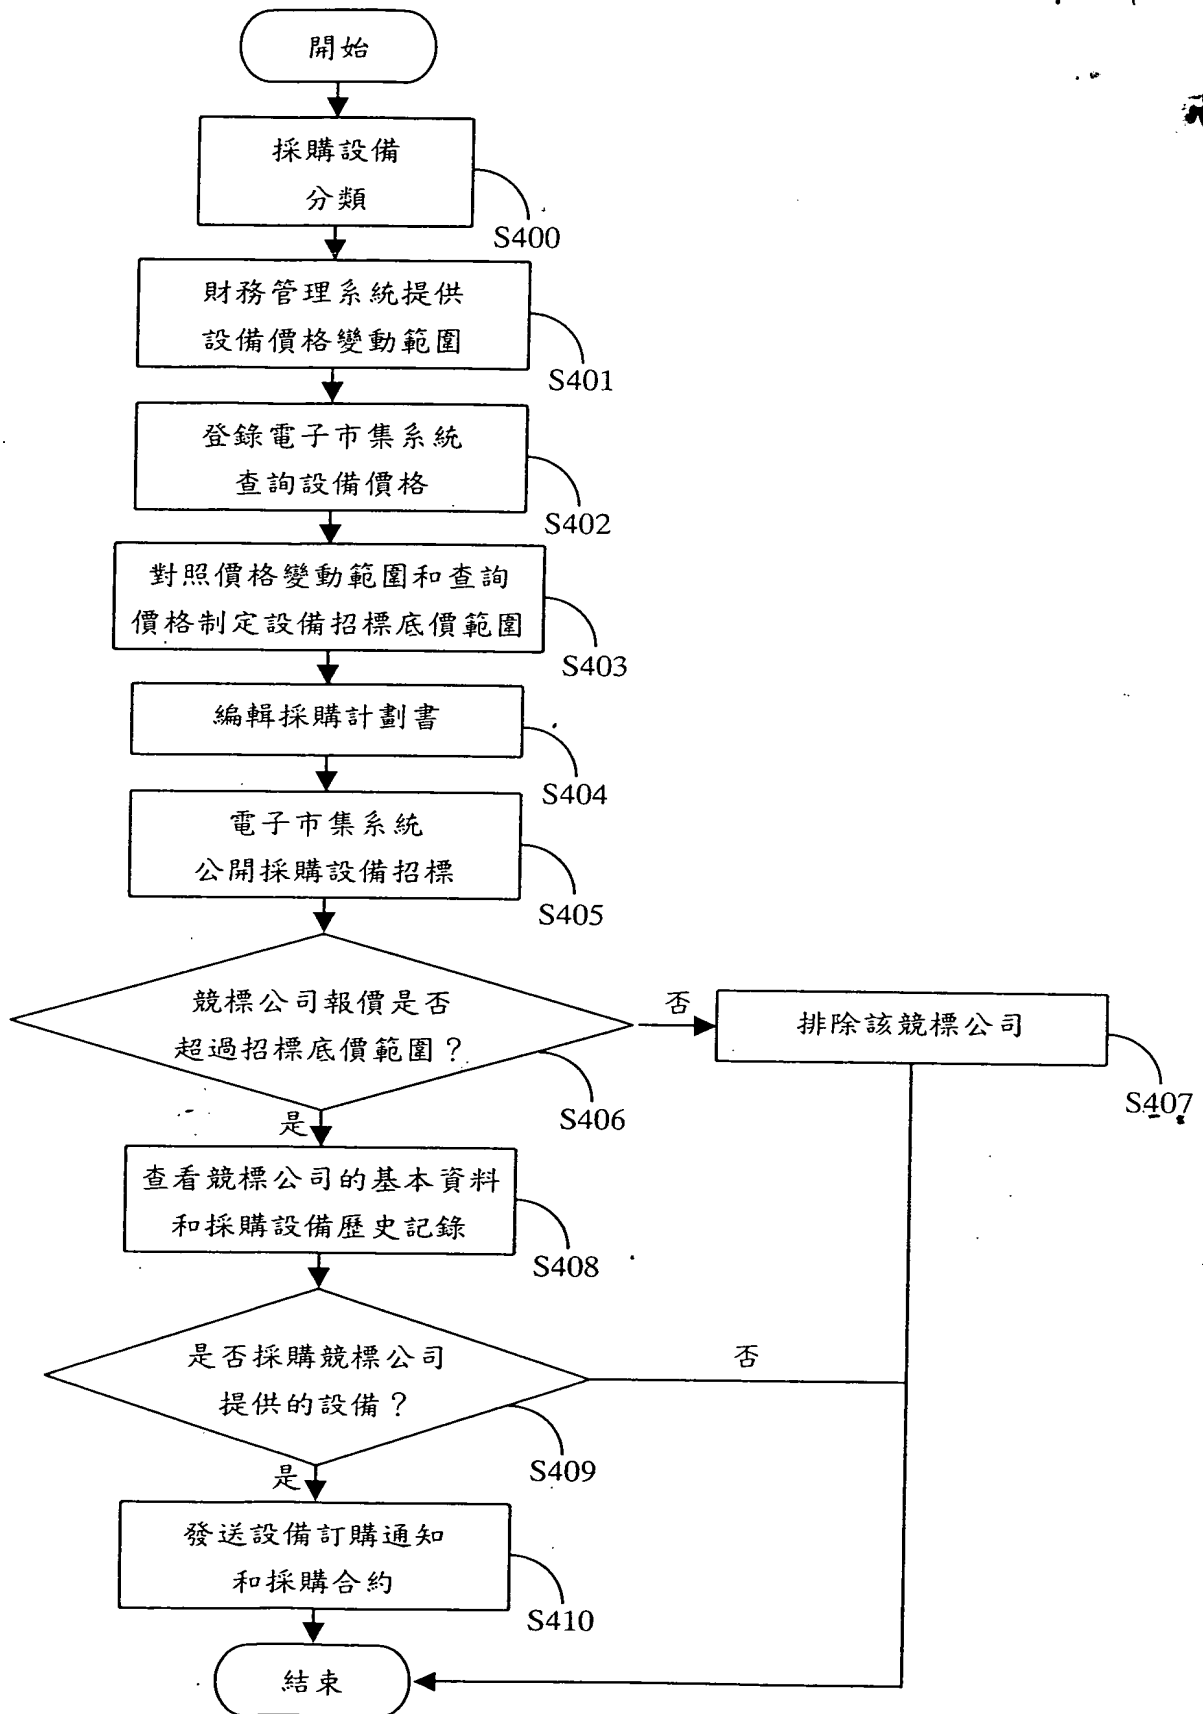 開始
採購設備
分類
S400
財務管理系統提供
設備價格變動範圍
S401
登錄電子市集系統
查詢設備價格
S402
對照價格變動範圍和查詢
價格制定設備招標底價範圍
S403
編輯採購計劃書
S404
電子市集系統
公開採購設備招標
S405
競標公司報價是否
超過招標底價範圍？
S406
否
排除該競標公司
S407
是
查看競標公司的基本資料
和採購設備歷史記錄
S408
是否採購競標公司
提供的設備？
S409
否
是
發送設備訂購通知
和採購合約
S410
結束